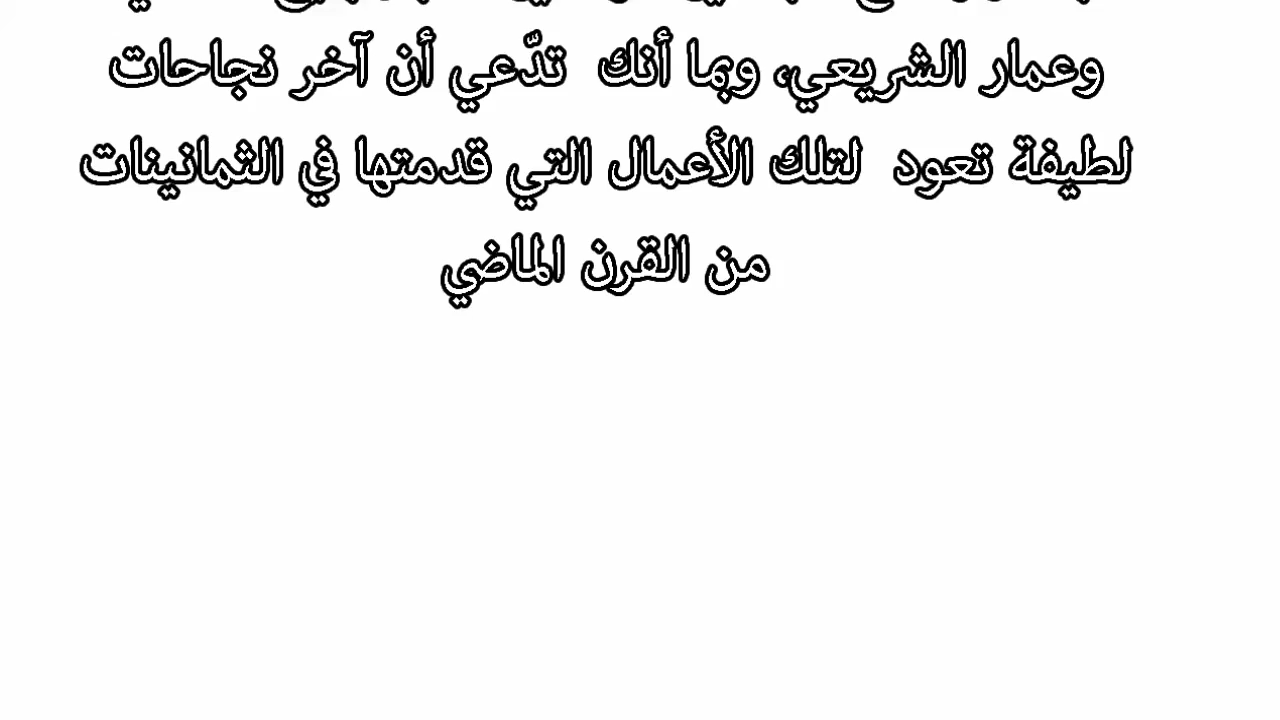 وعمار الشريعي، وبما أنك تدّعي أن آخر نجاحات
لطيفة تعود لتلك الأعمال التي قدمتها في الثمانينات
من القرن الماضي